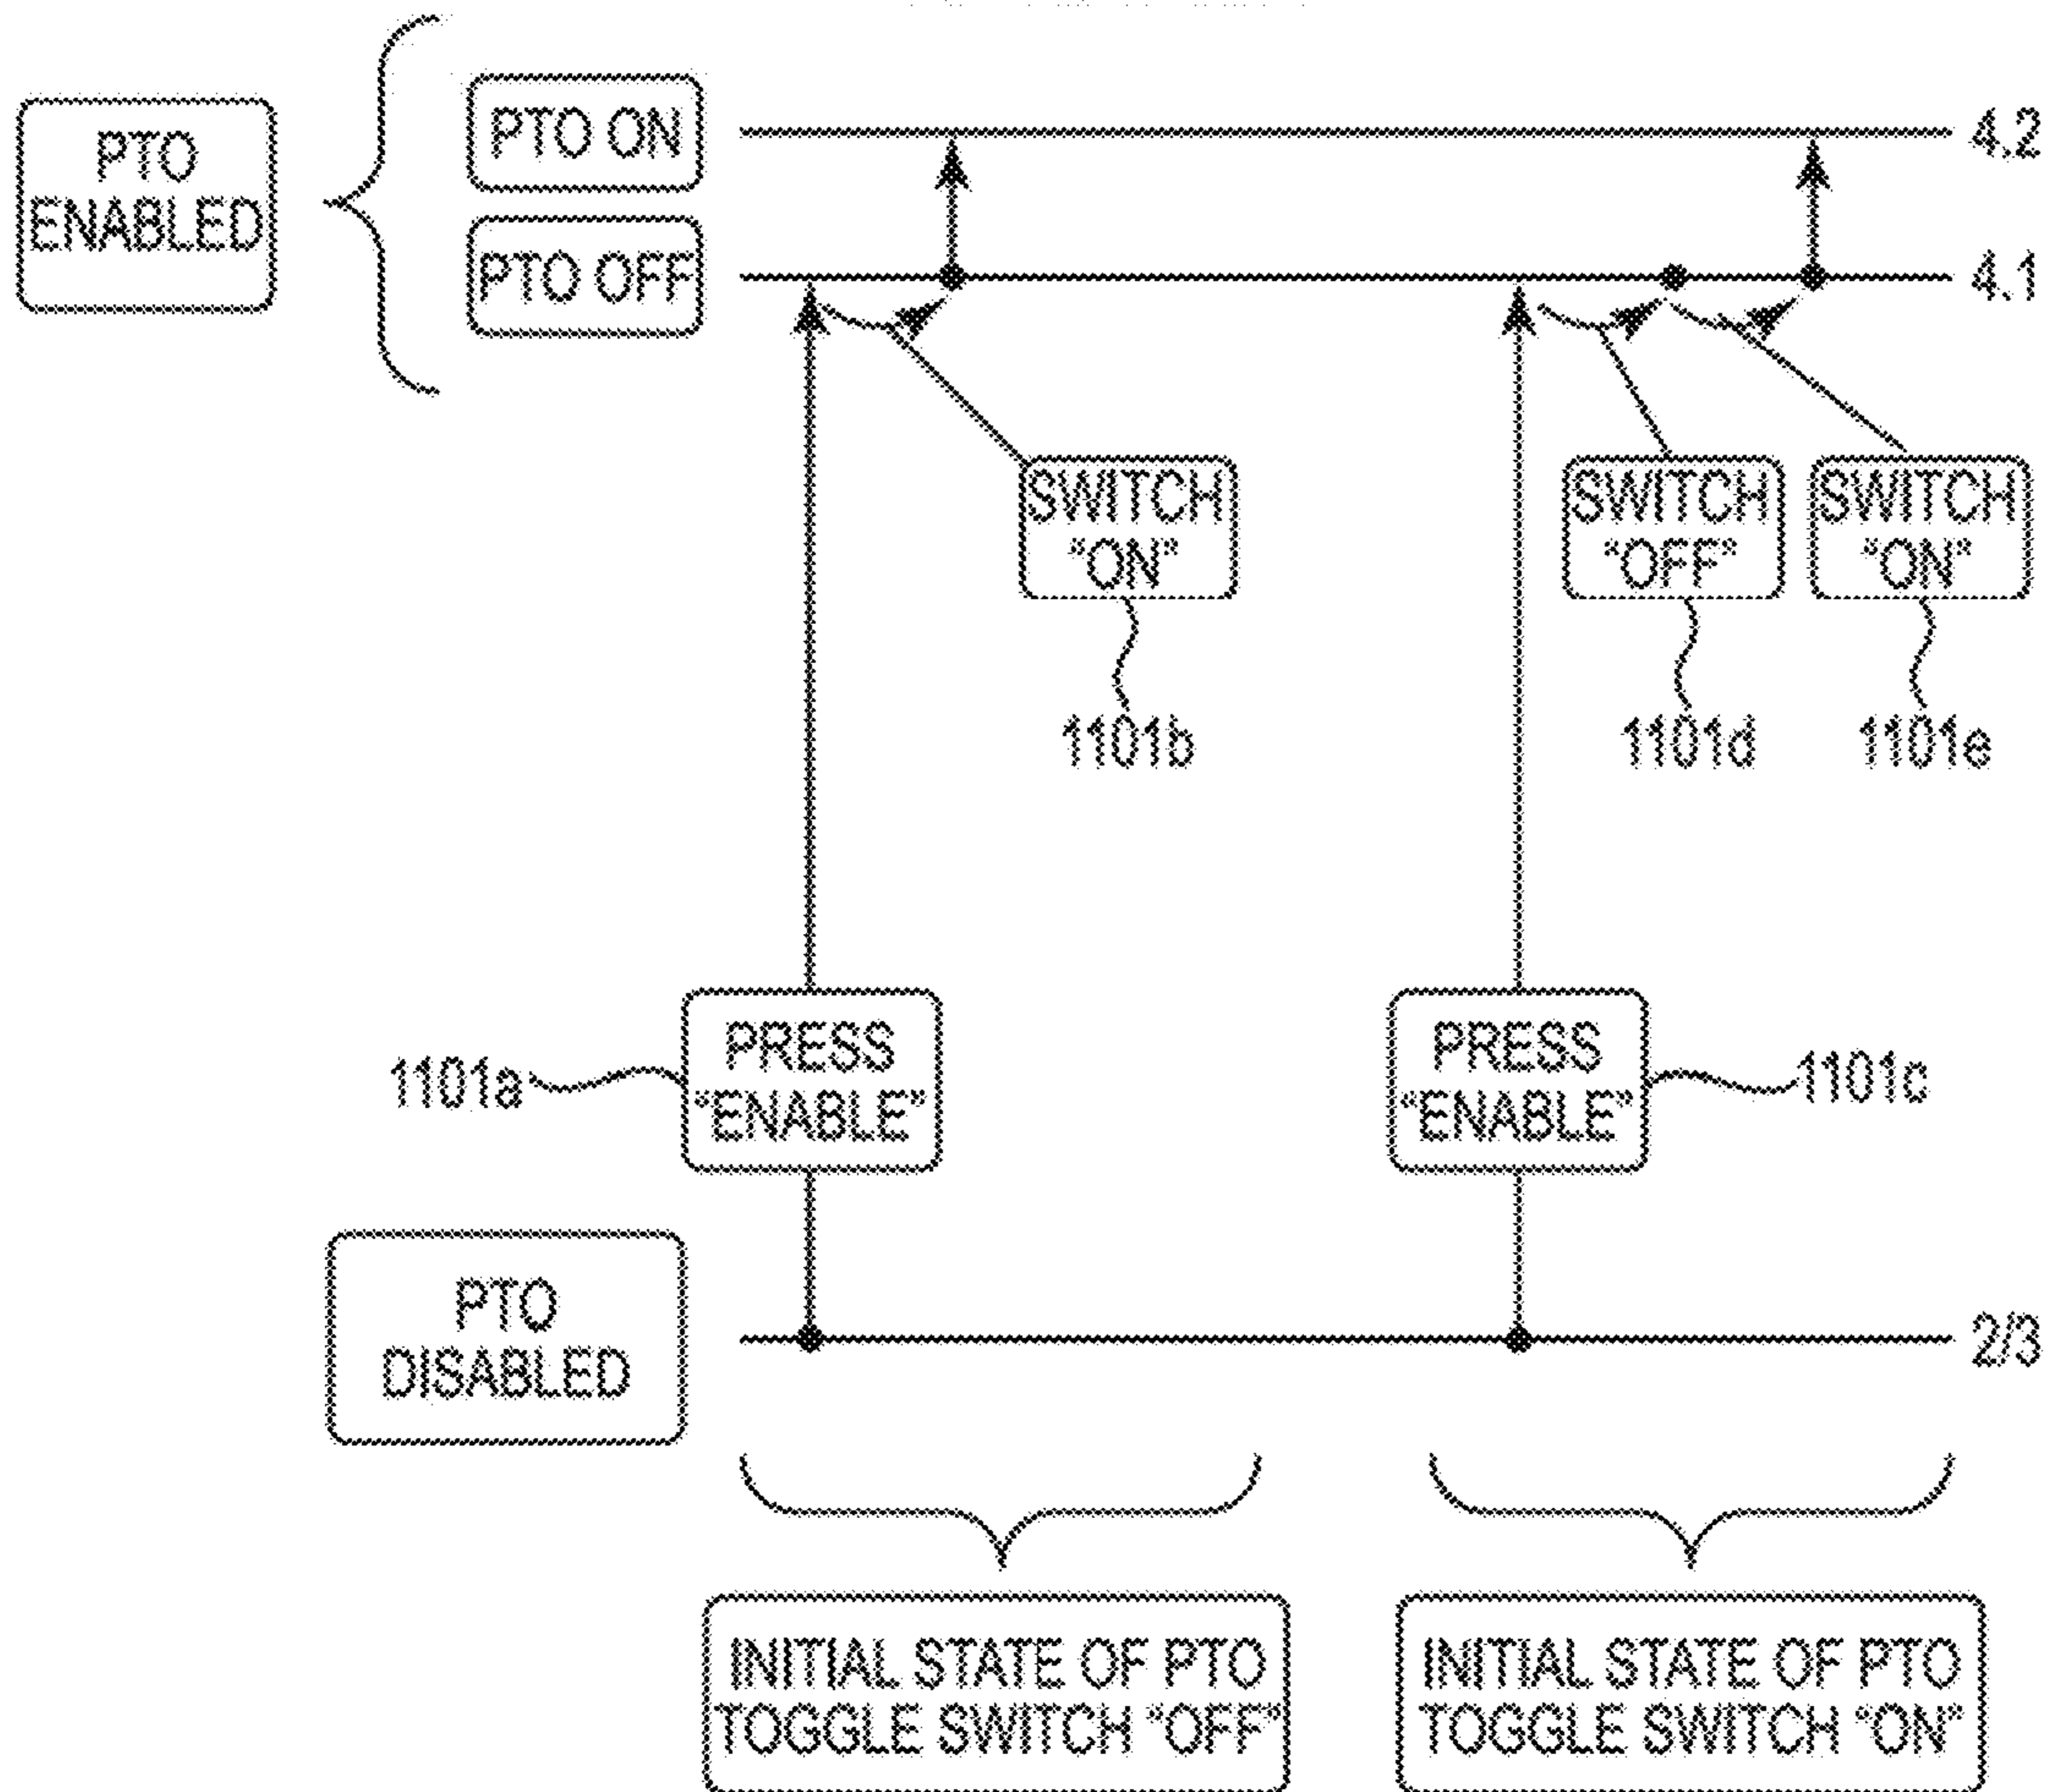 PTO
ENABLED
PTO ON
4.2
PTO OFF
4.1
SWITCH
"ON"
SWITCH
"OFF"
SWITCH
"ON"
1101b
1101d
1101e
1101a
PRESS
"ENABLE"
PRESS
"ENABLE"
1101c
PTO
DISABLED
2/3
INITIAL STATE OF PTO
TOGGLE SWITCH "OFF"
INITIAL STATE OF PTO
TOGGLE SWITCH "ON"